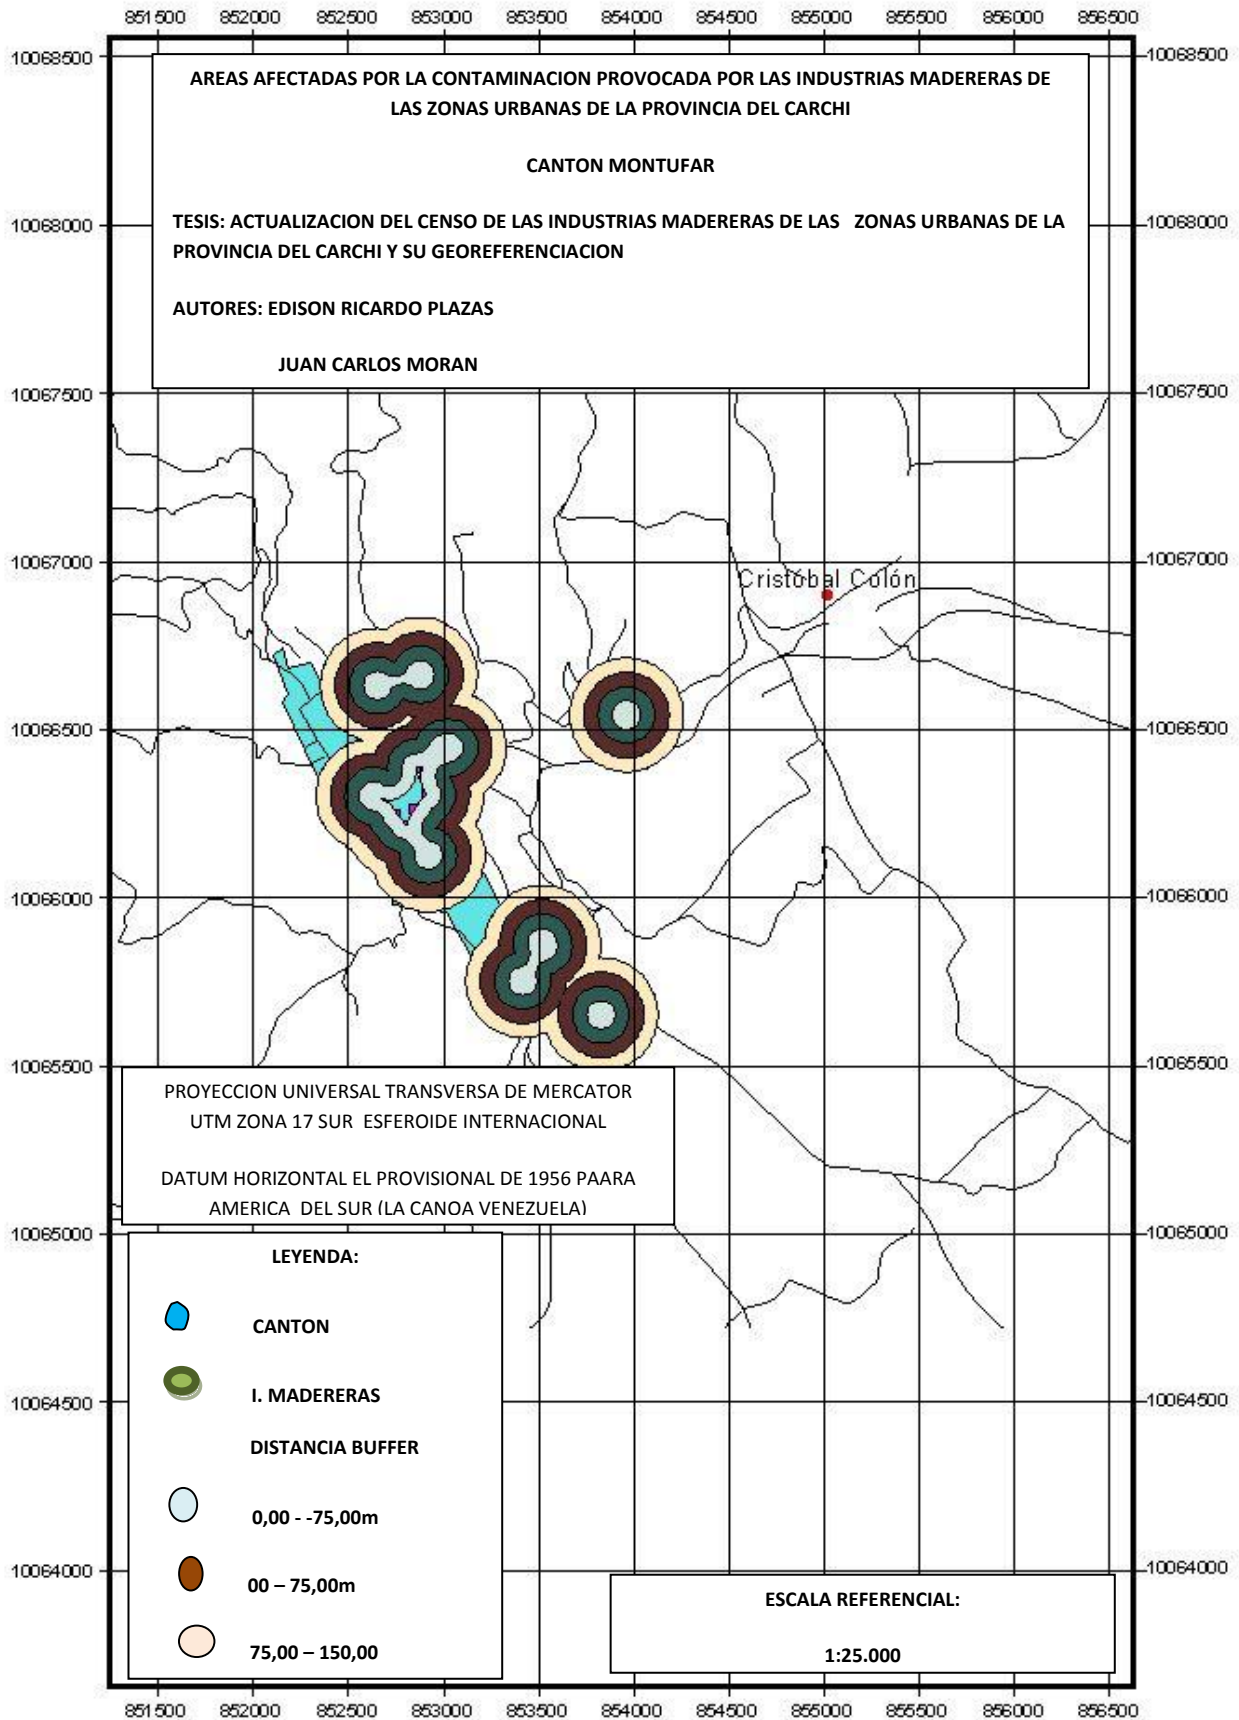 851500 852000 852500 853000 853500 854000 854500 855000 855500 856000 856500
10068500 10068500
AREAS AFECTADAS POR LA CONTAMINACION PROVOCADA POR LAS INDUSTRIAS MADERERAS DE
LAS ZONAS URBANAS DE LA PROVINCIA DEL CARCHI
CANTON MONTUFAR
TESIS: ACTUALIZACION DEL CENSO DE LAS INDUSTRIAS MADERERAS DE LAS ZONAS URBANAS DE LA
10068000 10068000
PROVINCIA DEL CARCHI Y SU GEOREFERENCIACION
AUTORES: EDISON RICARDO PLAZAS
JUAN CARLOS MORAN
10067500 10067500
10067000 10067000
Cristóbal Colón
10066500 10066500
10066000 10066000
10065500 10065500
PROYECCION UNIVERSAL TRANSVERSA DE MERCATOR
UTM ZONA 17 SUR ESFEROIDE INTERNACIONAL
DATUM HORIZONTAL EL PROVISIONAL DE 1956 PAARA
AMERICA DEL SUR (LA CANOA VENEZUELA)
10065000 10065000
LEYENDA:
CANTON
I. MADERERAS
10064500 10064500
DISTANCIA BUFFER
0,00 - -75,00m
10064000 10064000
00 – 75,00m
75,00 – 150,00
ESCALA REFERENCIAL:
1:25.000
851500 852000 852500 853000 853500 854000 854500 855000 855500 856000 856500